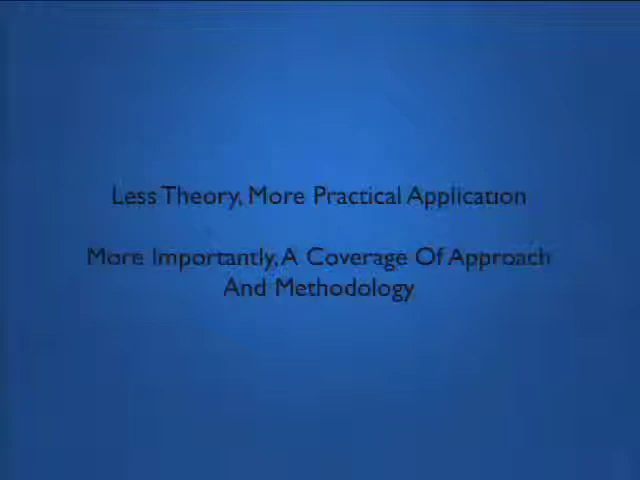 Less Theory, More Practical Application
More Importantly, A Coverage Of Approach
And Methodology